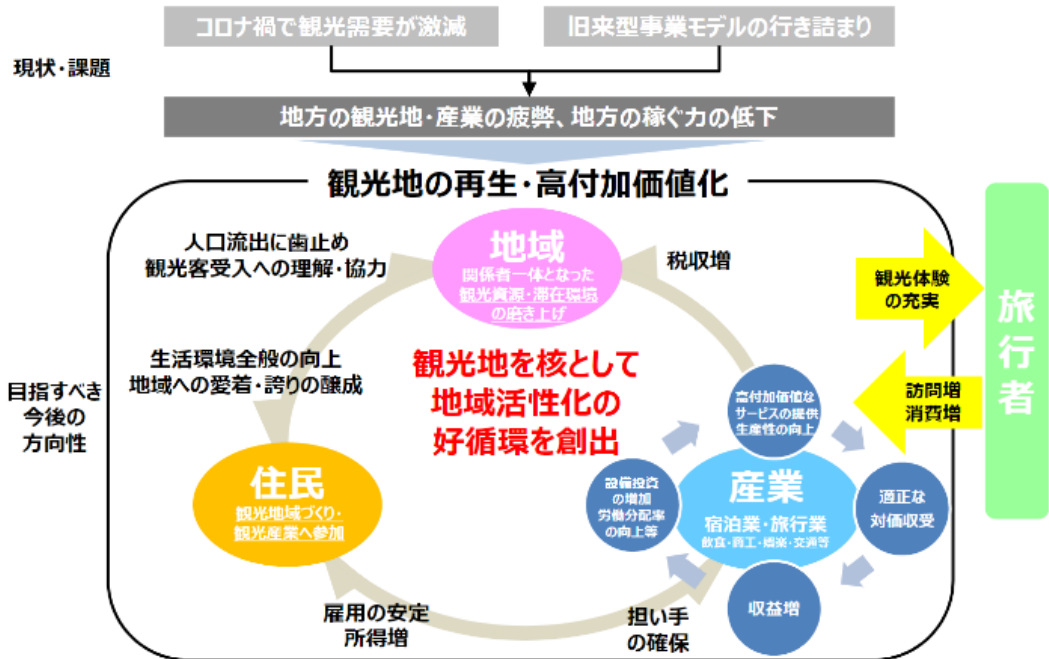 コロナ禍で観光需要が激減
旧来型事業モデルの行き詰まり
現状・課題
地方の観光地・産業の疲弊、地方の稼ぐ力の低下
観光地の再生・高付加価値化
地域
関係者一体となった
観光資源・滞在環境
の磨き上げ
人口流出に歯止め
観光客受入への理解・協力
税収増
観光体験
の充実
旅行者
生活環境全般の向上
地域への愛着・誇りの醸成
観光地を核として
地域活性化の
好循環を創出
目指すべき
今後の
方向性
訪問増
消費増
高付加価値な
サービスの提供
生産性の向上
住民
観光地域づくり・
観光産業へ参加
設備投資
の増加
労働分配率
の向上等
産業
宿泊業・旅行業
飲食・商工・娯楽・交通等
適正な
対価収受
収益増
雇用の安定
所得増
担い手
の確保